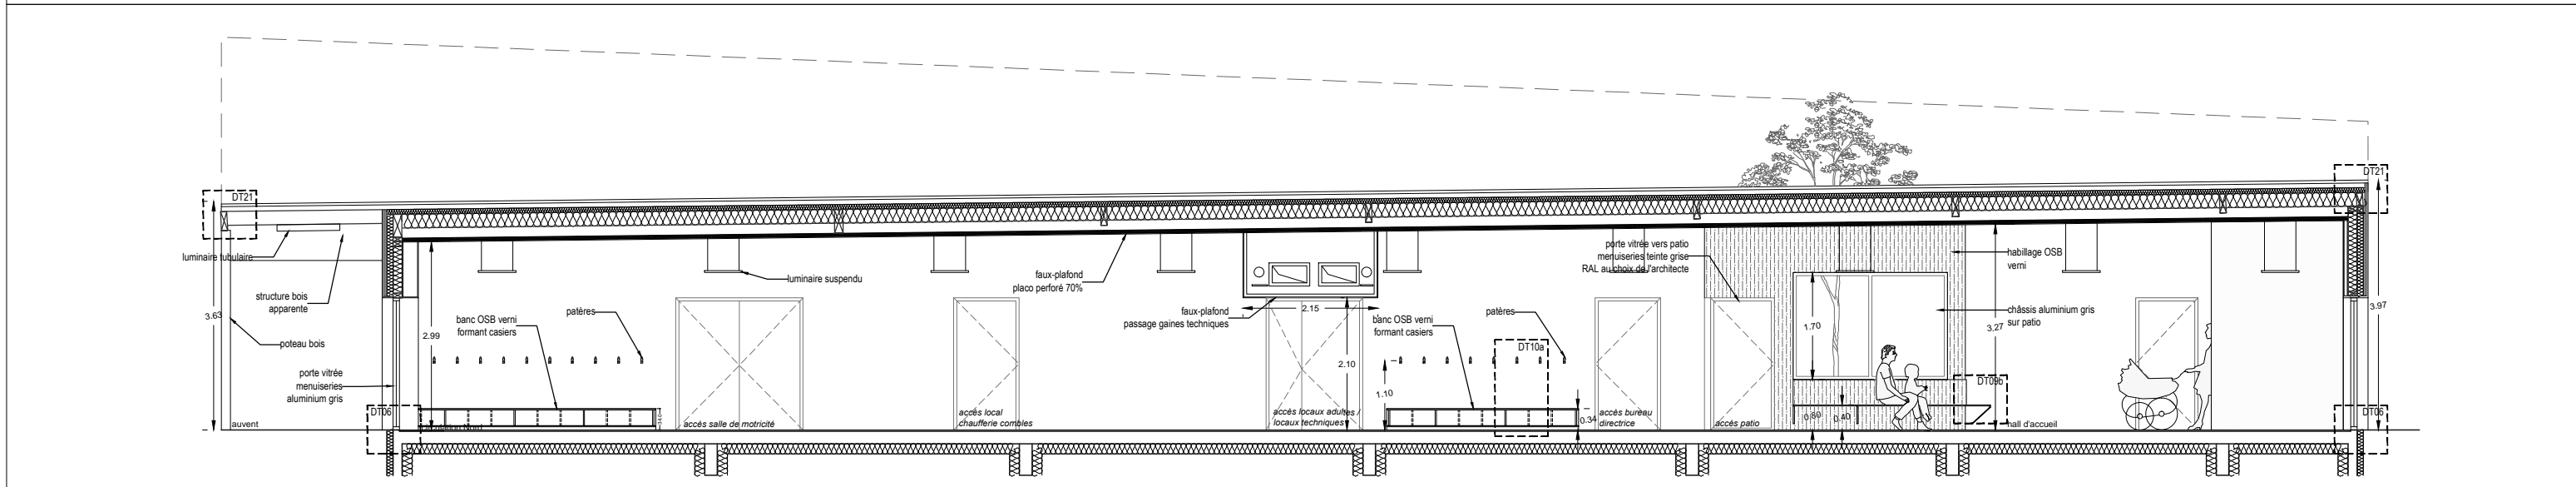 DT21
DT21
luminaire tubulaire
structure bois
apparente
3.63
poteau bois
porte vitrée
menuiseries
aluminium gris
DT06
auvent
2.99
banc OSB verni
formant casiers
patères
luminaire suspendu
accès salle de motricité
accès local
chaufferie combles
faux-plafond
placo perforé 70%
faux-plafond
passage gaines techniques
2.15
2.10
accès locaux adultes /
locaux techniques
1.10
banc OSB verni
formant casiers
patères
DT10a
0.34
accès bureau
directrice
porte vitrée vers patio
menuiseries teinte grise
RAL au choix de l'architecte
accès patio
1.70
0.60
0.40
DT09b
habillage OSB
verni
châssis aluminium gris
sur patio
3.27
hall d'accueil
3.97
DT06